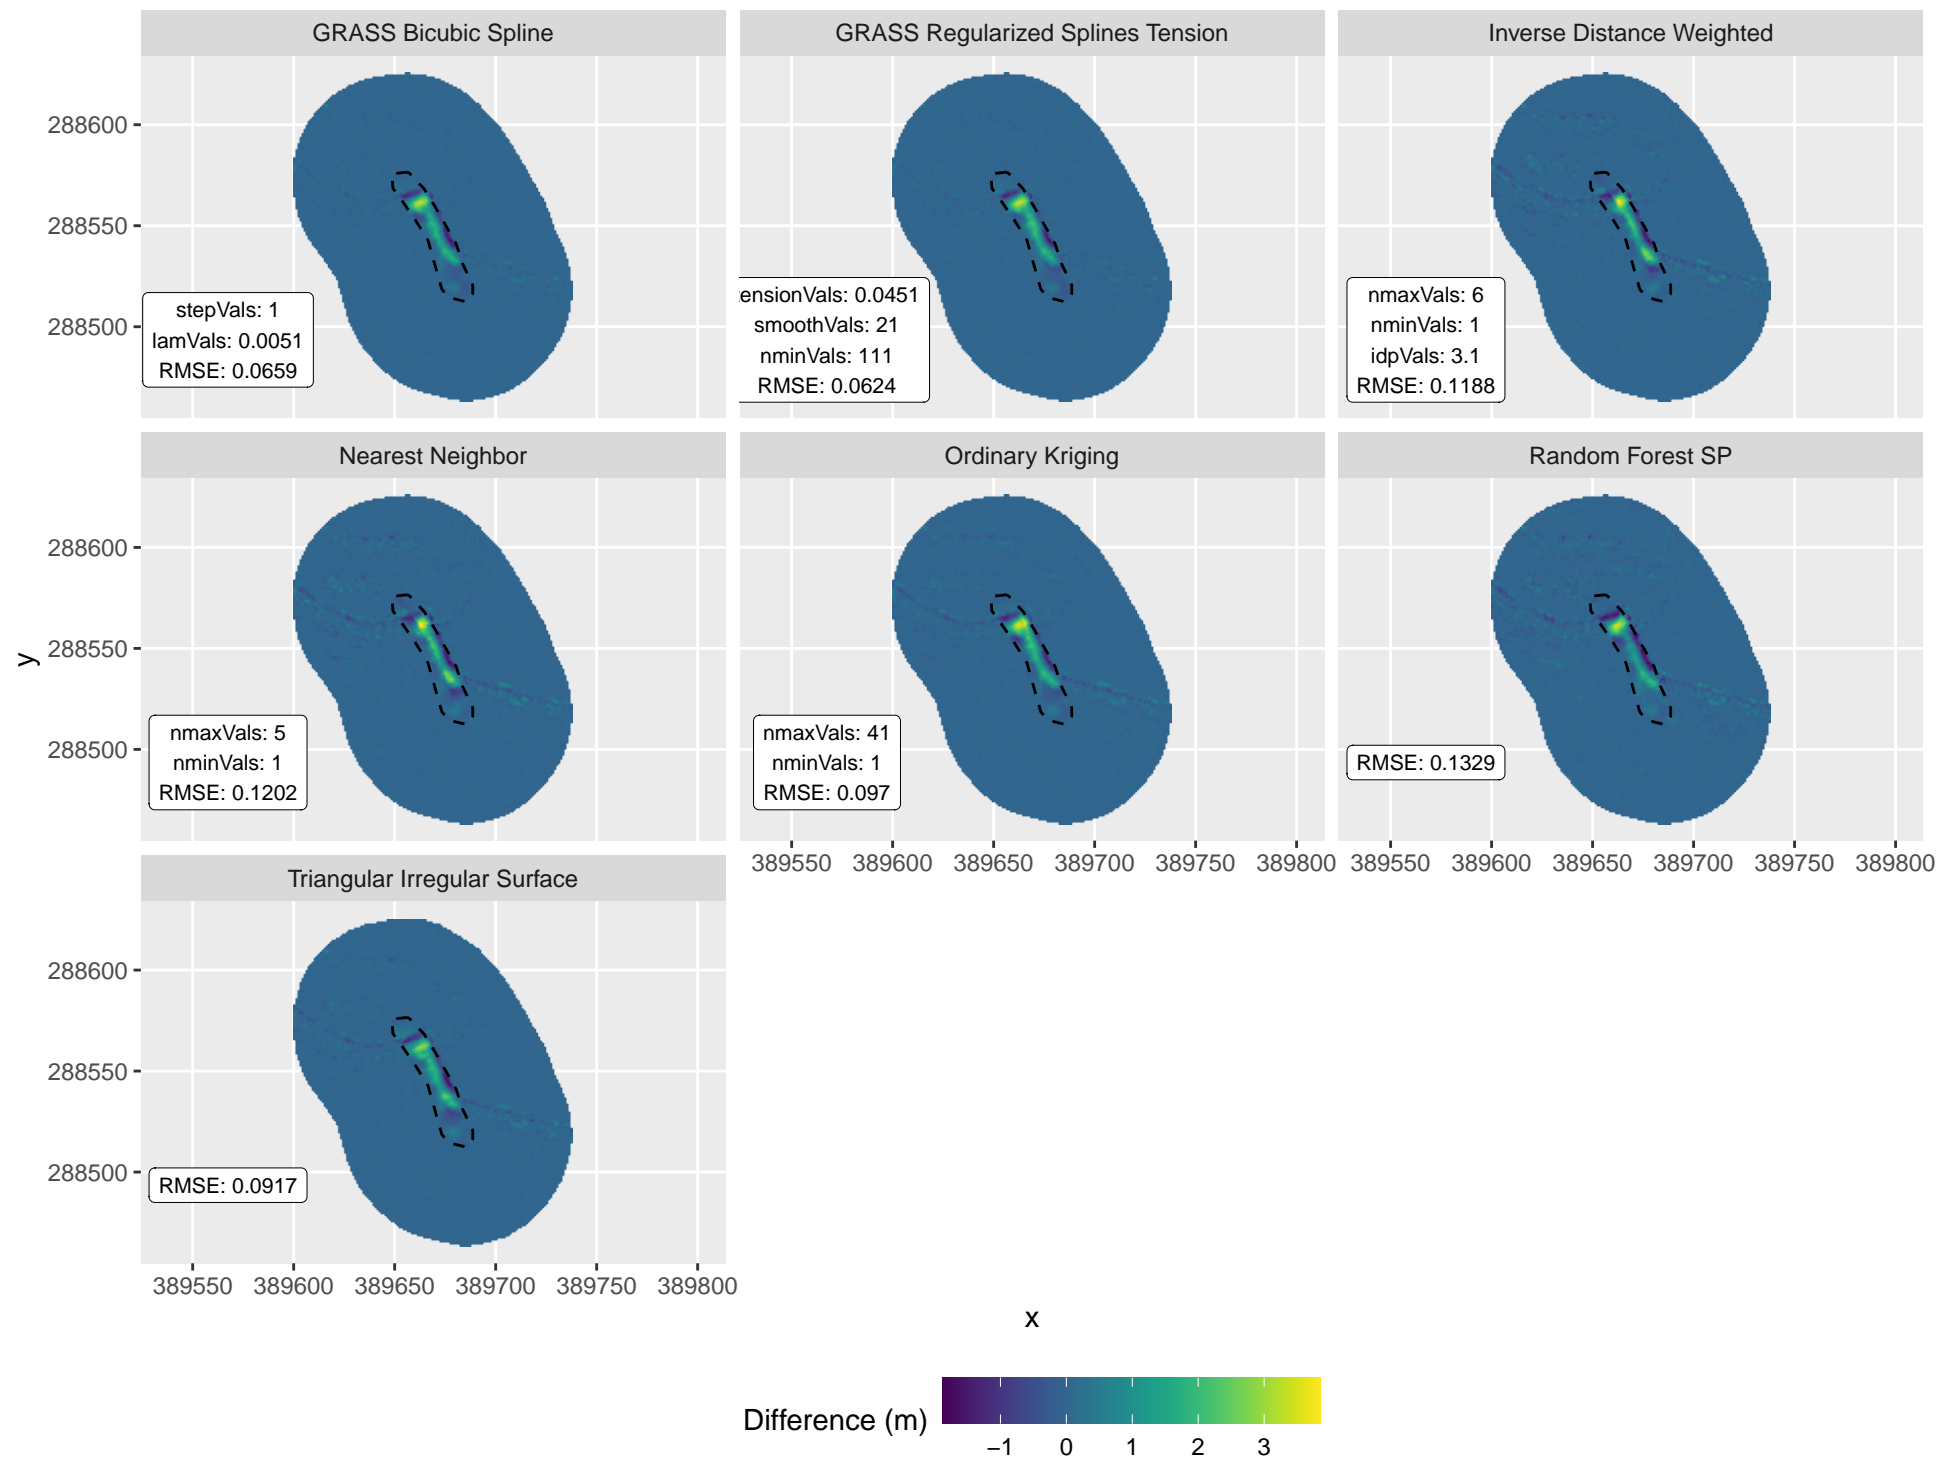 GRASS Bicubic Spline
GRASS Regularized Splines Tension
Inverse Distance Weighted
288600
288550
288500
stepVals: 1
lamVals: 0.0051
RMSE: 0.0659
ensionVals: 0.0451
smoothVals: 21
nminVals: 111
RMSE: 0.0624
nmaxVals: 6
nminVals: 1
idpVals: 3.1
RMSE: 0.1188
Nearest Neighbor
Ordinary Kriging
Random Forest SP
288600
288550
288500
nmaxVals: 5
nminVals: 1
RMSE: 0.1202
nmaxVals: 41
nminVals: 1
RMSE: 0.097
RMSE: 0.1329
389550 389600 389650 389700 389750 389800
389550 389600 389650 389700 389750 389800
y
Triangular Irregular Surface
288600
288550
288500
RMSE: 0.0917
389550 389600 389650 389700 389750 389800
x
Difference (m)
−1 0 1 2 3